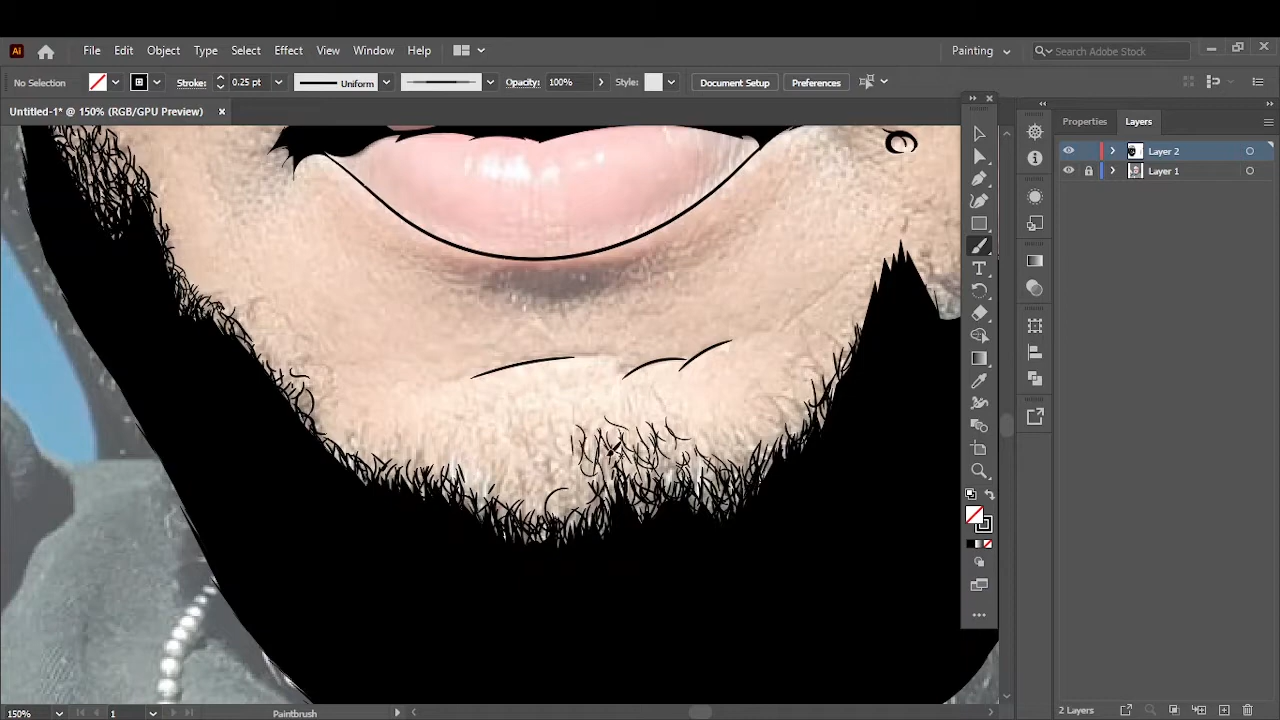 Ai File Edit Object Type Select Effect View Window Help Painting Search Adobe Stock
No Selection Stroke: 0.25 pt Uniform Opacity: 100% Style: Document Setup Preferences
Untitled-1* @ 150% (RGB/GPU Preview)
Properties Layers
Layer 2
Layer 1
T
150% 1 Paintbrush 2 Layers